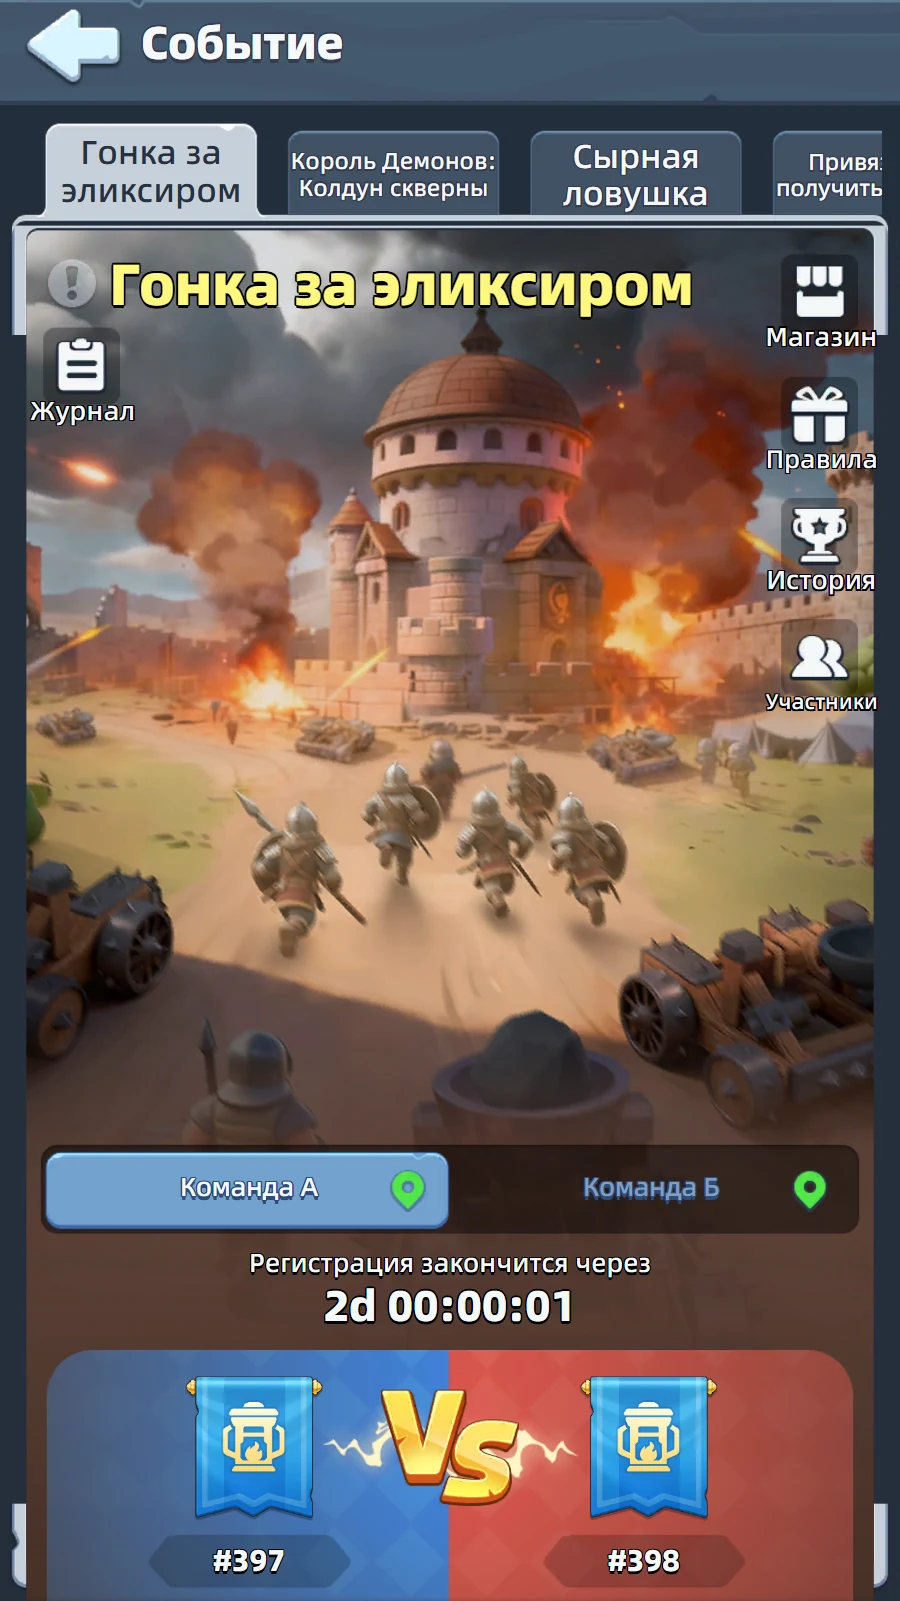 Событие
Гонка за
эликсиром
Король Демонов:
Колдун скверны
Сырная
ловушка
Привя
получить
Гонка за эликсиром
Магазин
Журнал
Правила
История
Участники
Команда А
Команда Б
Регистрация закончится через
2d 00:00:01
VS
#397
#398